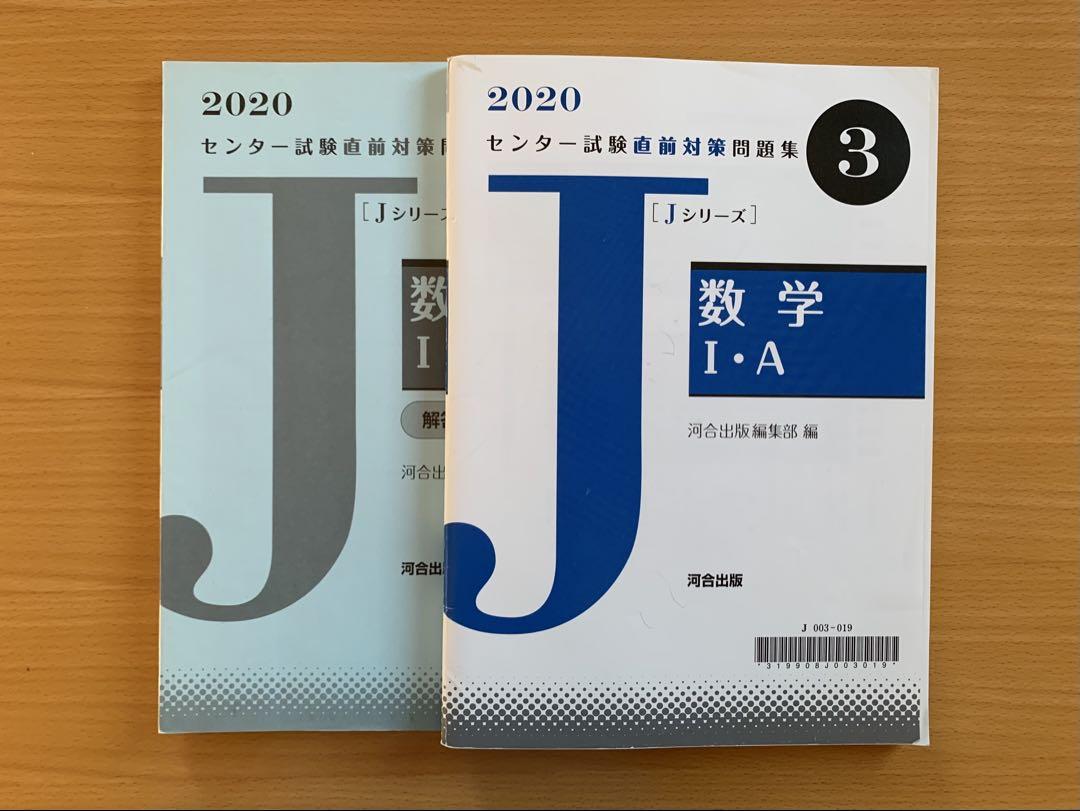 2020
センター試験直前対策
J
[Jシリー
数
I
解
河合出
河合出
2020
センター試験直前対策問題集
3
J
[Jシリーズ]
数学
I・A
河合出版編集部 編
河合出版
J 003-019
*319908J003019*